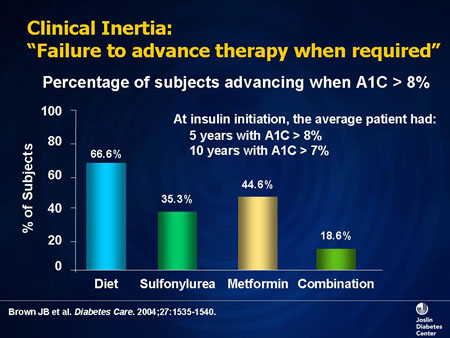 Clinical Inertia:
“Failure to advance therapy when required”
Percentage of subjects advancing when A1C > 8%
At insulin initiation, the average patient had:
5 years with A1C > 8%
10 years with A1C > 7%
% of Subjects
100
80
60
40
20
0
66.6%
35.3%
44.6%
18.6%
Diet Sulfonylurea Metformin Combination
Brown JB et al. Diabetes Care. 2004;27:1535-1540.
Joslin
Diabetes
Center